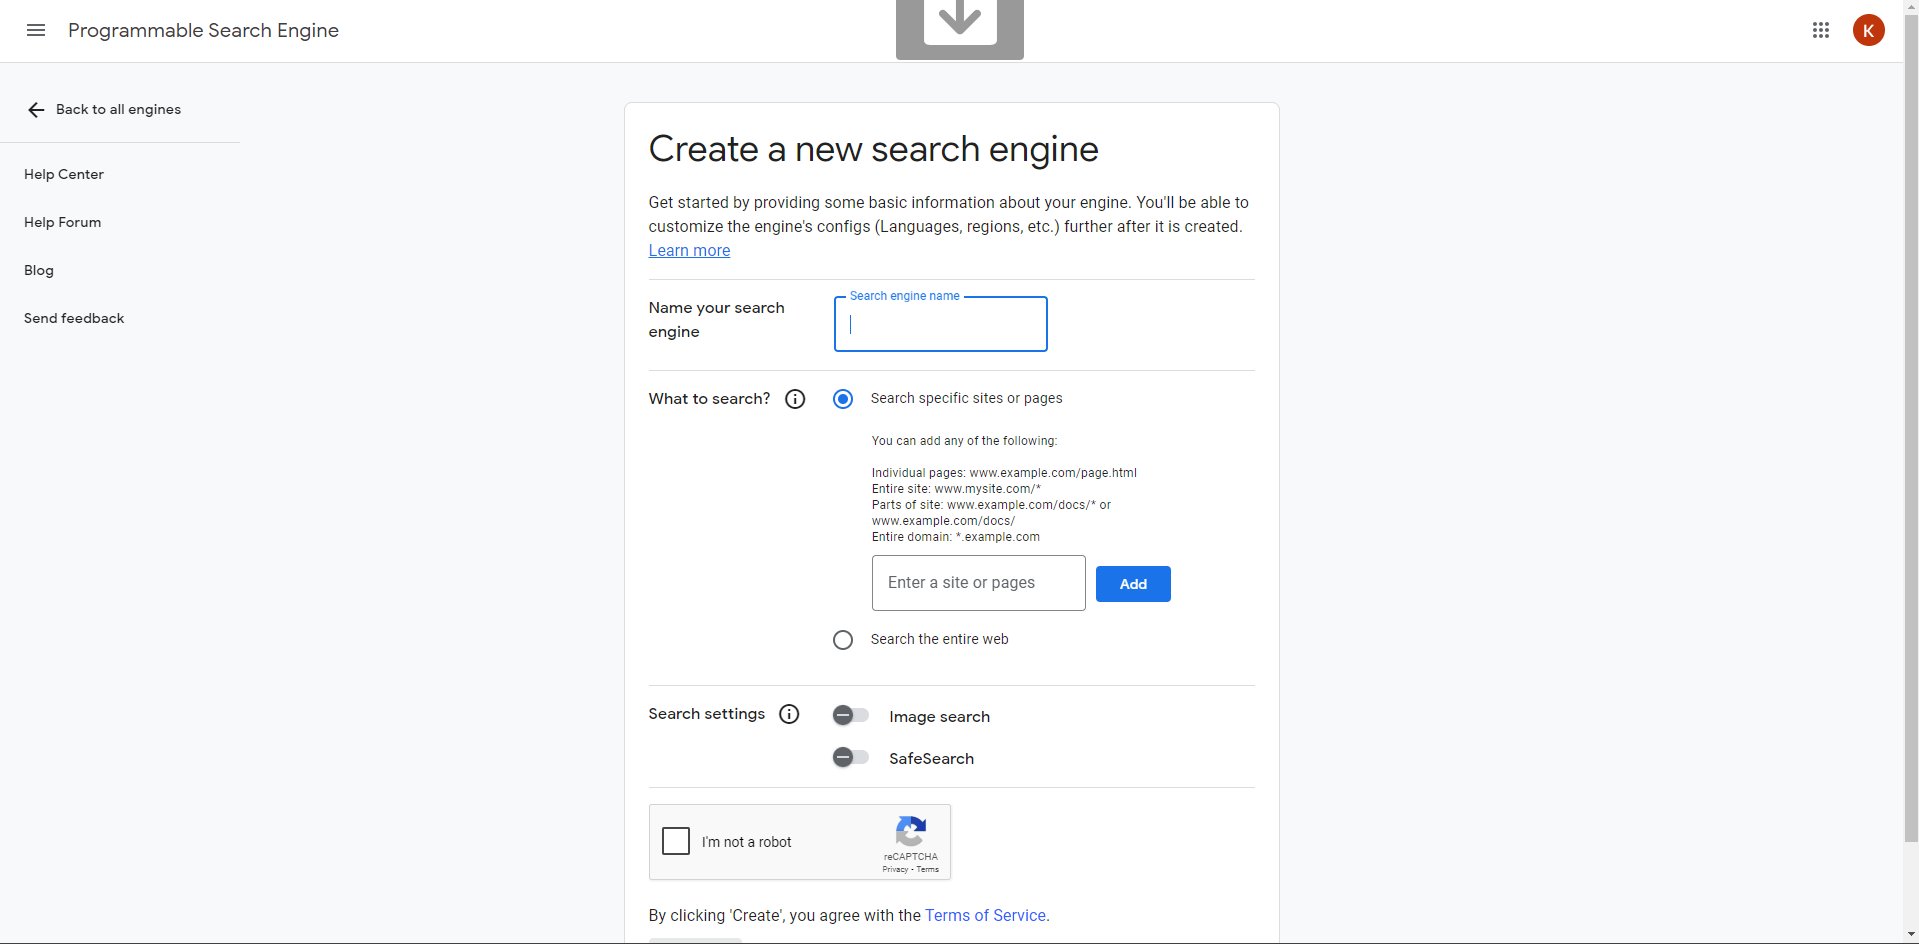 Programmable Search Engine
K
Back to all engines
Help Center
Help Forum
Blog
Send feedback
Create a new search engine
Get started by providing some basic information about your engine. You'll be able to
customize the engine's configs (Languages, regions, etc.) further after it is created.
Learn more
Name your search
engine
Search engine name
What to search?
Search specific sites or pages
You can add any of the following:
Individual pages: www.example.com/page.html
Entire site: www.mysite.com/*
Parts of site: www.example.com/docs/* or
www.example.com/docs/
Entire domain: *.example.com
Enter a site or pages
Add
Search the entire web
Search settings
Image search
SafeSearch
I'm not a robot
reCAPTCHA
Privacy - Terms
By clicking 'Create', you agree with the Terms of Service.